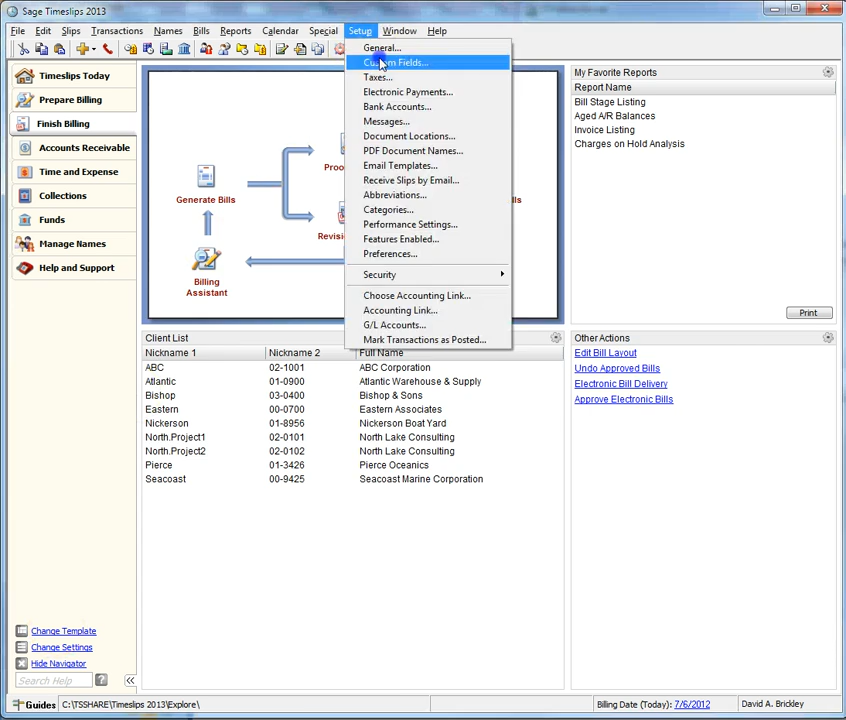 Sage Timeslips 2013
File Edit Slips Transactions Names Bills Reports Calendar Special Setup Window Help
Timeslips Today
Prepare Billing
Finish Billing
Accounts Receivable
Time and Expense
Collections
Funds
Manage Names
Help and Support
Generate Bills
Billing
Assistant
General...
Taxes...
Electronic Payments...
Bank Accounts...
Messages...
Document Locations...
PDF Document Names...
Email Templates...
Receive Slips by Email...
Abbreviations...
Categories...
Performance Settings...
Features Enabled...
Preferences...
Security
Choose Accounting Link...
Accounting Link...
G/L Accounts...
Mark Transactions as Posted...
My Favorite Reports
Report Name
Bill Stage Listing
Aged A/R Balances
Invoice Listing
Charges on Hold Analysis
Print
Client List
Nickname 1 Nickname 2 Full Name
ABC 02-1001 ABC Corporation
Atlantic 01-0900 Atlantic Warehouse & Supply
Bishop 03-0400 Bishop & Sons
Eastern 00-0700 Eastern Associates
Nickerson 01-8956 Nickerson Boat Yard
North.Project1 02-0101 North Lake Consulting
North.Project2 02-0102 North Lake Consulting
Pierce 01-3426 Pierce Oceanics
Seacoast 00-9425 Seacoast Marine Corporation
Other Actions
Edit Bill Layout
Undo Approved Bills
Electronic Bill Delivery
Approve Electronic Bills
Change Template
Change Settings
Hide Navigator
Search Help
Guides C:\TSSHARE\Timeslips 2013\Explore\ Billing Date (Today): 7/6/2012 David A. Brickley